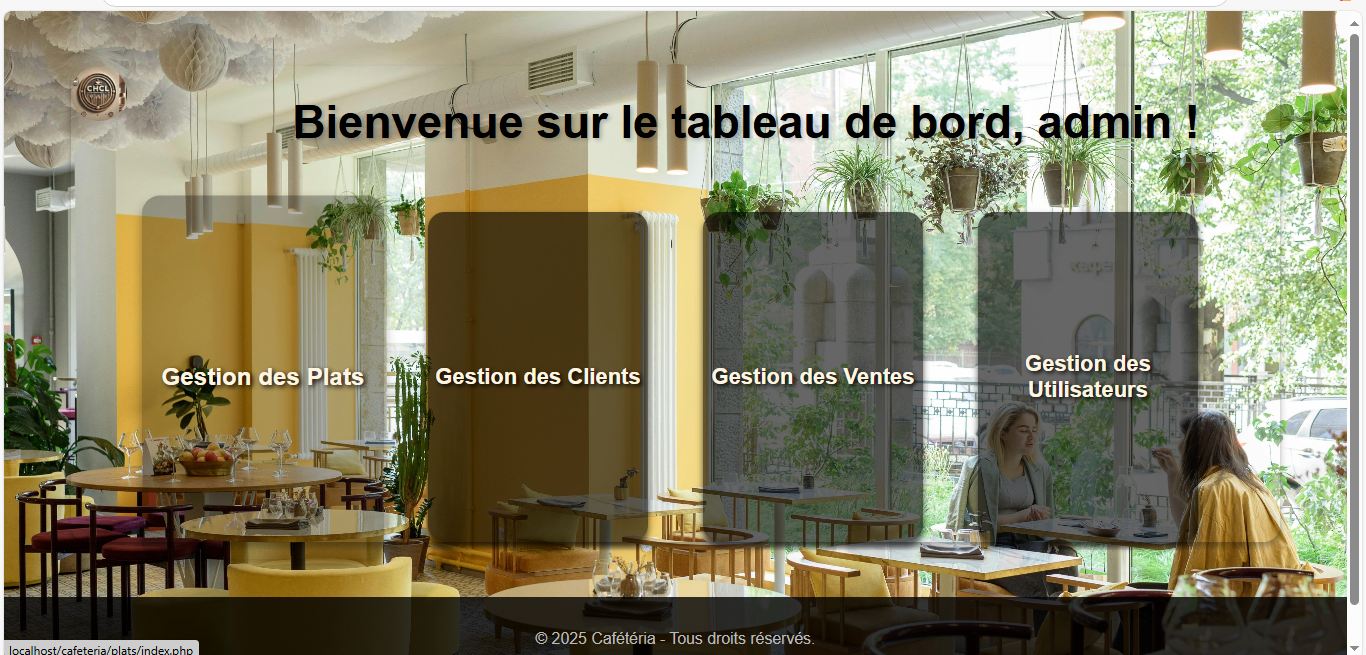 CHCL
Bienvenue sur le tableau de bord, admin !
Gestion des Plats
Gestion des Clients
Gestion des Ventes
Gestion des
Utilisateurs
© 2025 Cafétéria - Tous droits réservés.
localhost/cafeteria/plats/index.php